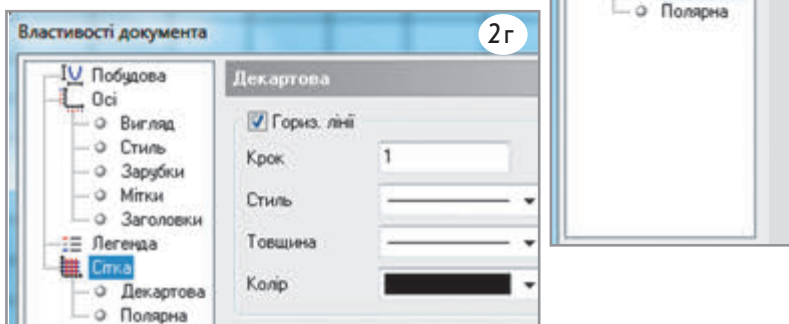 Властивості документа
2г
Побудова
Осі
Вигляд
Стиль
Зарубки
Мітки
Заголовки
Легенда
Сітка
Декартова
Полярна
Декартова
Гориз. лінії
Крок 1
Стиль
Товщина
Колір
Полярна